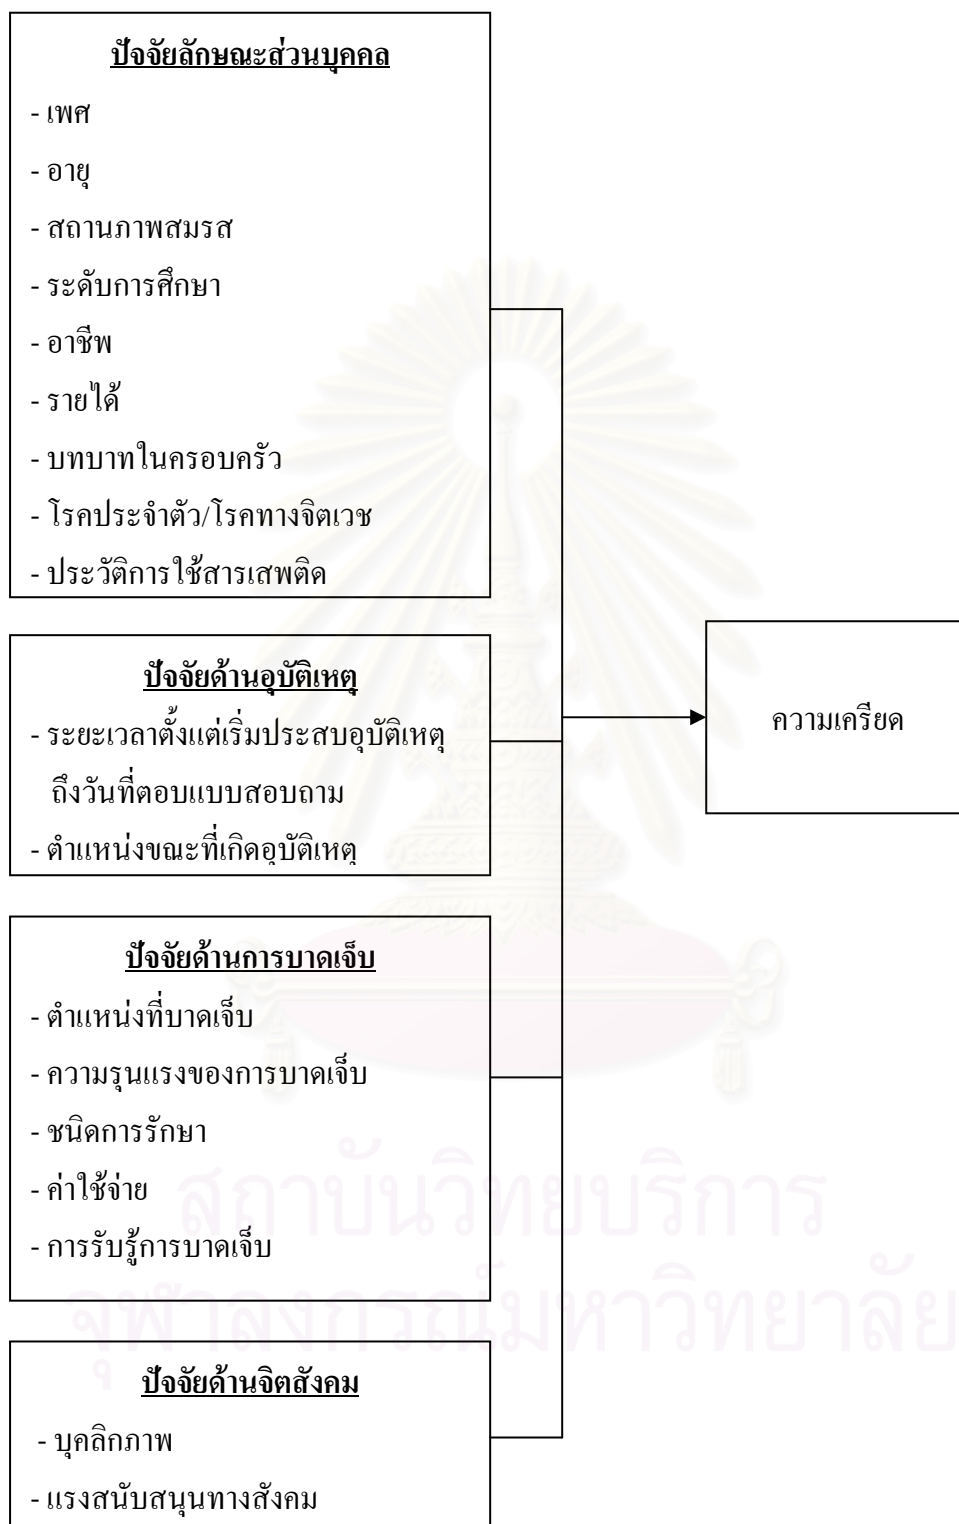 ปัจจัยลักษณะส่วนบุคคล
- เพศ
- อายุ
- สถานภาพสมรส
- ระดับการศึกษา
- อาชีพ
- รายได้
- บทบาทในครอบครัว
- โรคประจำตัว/โรคทางจิตเวช
- ประวัติการใช้สารเสพติด
ปัจจัยด้านอุบัติเหตุ
- ระยะเวลาตั้งแต่เริ่มประสบอุบัติเหตุ
ถึงวันที่ตอบแบบสอบถาม
- ตำแหน่งขณะที่เกิดอุบัติเหตุ
ความเครียด
ปัจจัยด้านการบาดเจ็บ
- ตำแหน่งที่บาดเจ็บ
- ความรุนแรงของการบาดเจ็บ
- ชนิดการรักษา
- ค่าใช้จ่าย
- การรับรู้การบาดเจ็บ
ปัจจัยด้านจิตสังคม
- บุคลิกภาพ
- แรงสนับสนุนทางสังคม
สถาบันวิทยบริการ
จุฬาลงกรณ์มหาวิทยาลัย